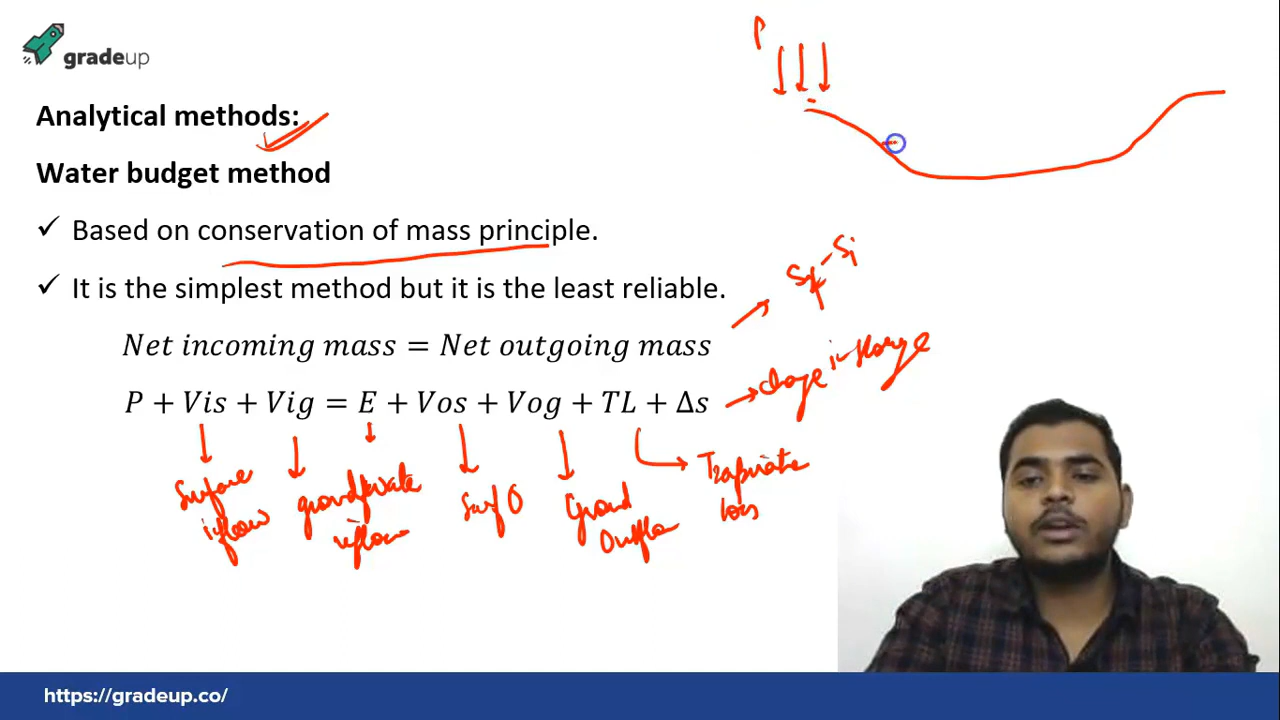 gradeup
P
Analytical methods:
Water budget method
✓ Based on conservation of mass principle.
✓ It is the simplest method but it is the least reliable.
Sf - Si
Net incoming mass = Net outgoing mass
change in storage
P + Vis + Vig = E + Vos + Vog + TL + Δs
Surface
inflow
groundwater
inflow
Surf O
Ground
Outflow
loss
https://gradeup.co/